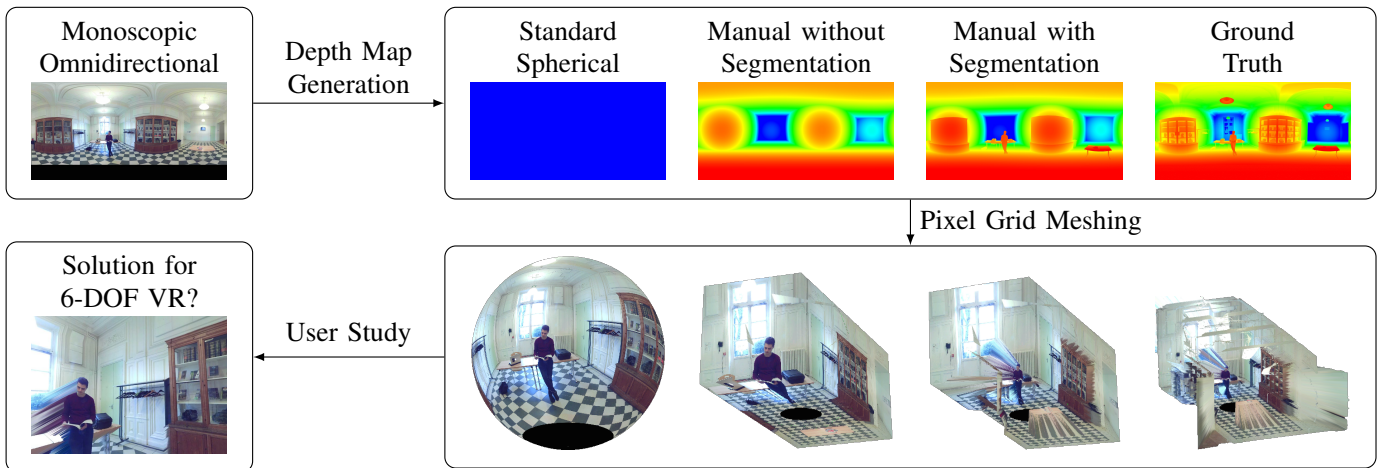 Monoscopic
Omnidirectional
Depth Map
Generation
Standard
Spherical
Manual without
Segmentation
Manual with
Segmentation
Ground
Truth
Pixel Grid Meshing
Solution for
6-DOF VR?
User Study